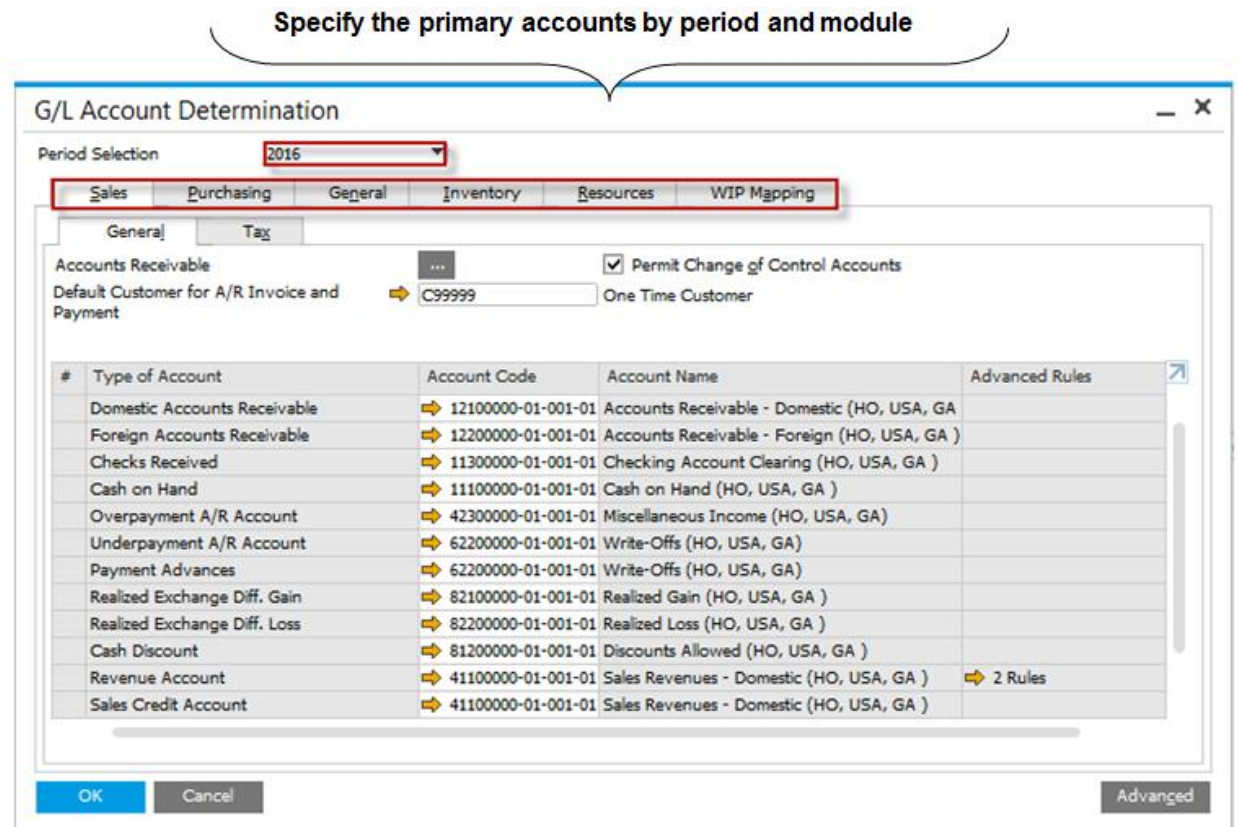 Specify the primary accounts by period and module
G/L Account Determination
Period Selection 2016
Sales Purchasing General Inventory Resources WIP Mapping
General Tax
Accounts Receivable ... Permit Change of Control Accounts
Default Customer for A/R Invoice and Payment C99999 One Time Customer
# Type of Account Account Code Account Name Advanced Rules
Domestic Accounts Receivable 12100000-01-001-01 Accounts Receivable - Domestic (HO, USA, GA
Foreign Accounts Receivable 12200000-01-001-01 Accounts Receivable - Foreign (HO, USA, GA )
Checks Received 11300000-01-001-01 Checking Account Clearing (HO, USA, GA )
Cash on Hand 11100000-01-001-01 Cash on Hand (HO, USA, GA )
Overpayment A/R Account 42300000-01-001-01 Miscellaneous Income (HO, USA, GA)
Underpayment A/R Account 62200000-01-001-01 Write-Offs (HO, USA, GA)
Payment Advances 62200000-01-001-01 Write-Offs (HO, USA, GA)
Realized Exchange Diff. Gain 82100000-01-001-01 Realized Gain (HO, USA, GA )
Realized Exchange Diff. Loss 82200000-01-001-01 Realized Loss (HO, USA, GA )
Cash Discount 81200000-01-001-01 Discounts Allowed (HO, USA, GA )
Revenue Account 41100000-01-001-01 Sales Revenues - Domestic (HO, USA, GA ) 2 Rules
Sales Credit Account 41100000-01-001-01 Sales Revenues - Domestic (HO, USA, GA )
OK Cancel Advanced